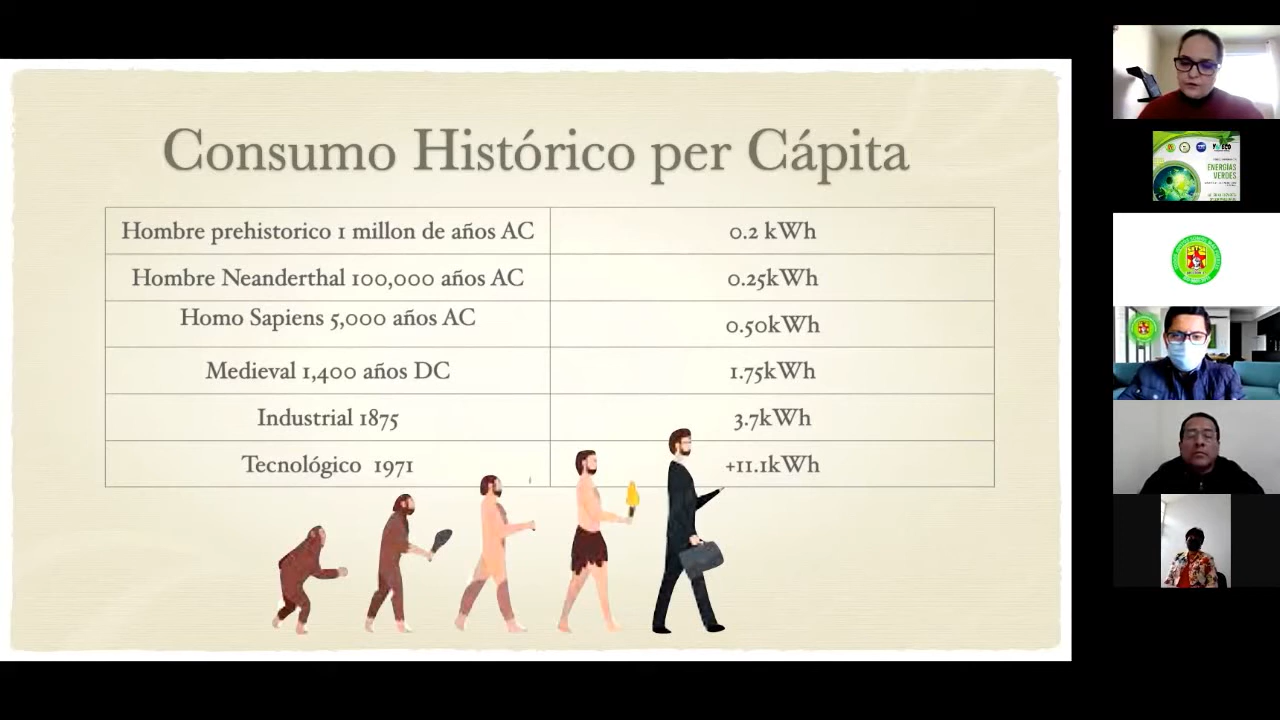 Consumo Histórico per Cápita
Hombre prehistorico 1 millon de años AC
0.2 kWh
Hombre Neanderthal 100,000 años AC
0.25kWh
Homo Sapiens 5,000 años AC
0.50kWh
Medieval 1,400 años DC
1.75kWh
Industrial 1875
3.7kWh
Tecnológico 1971
+11.1kWh
ENERGÍAS
VERDES